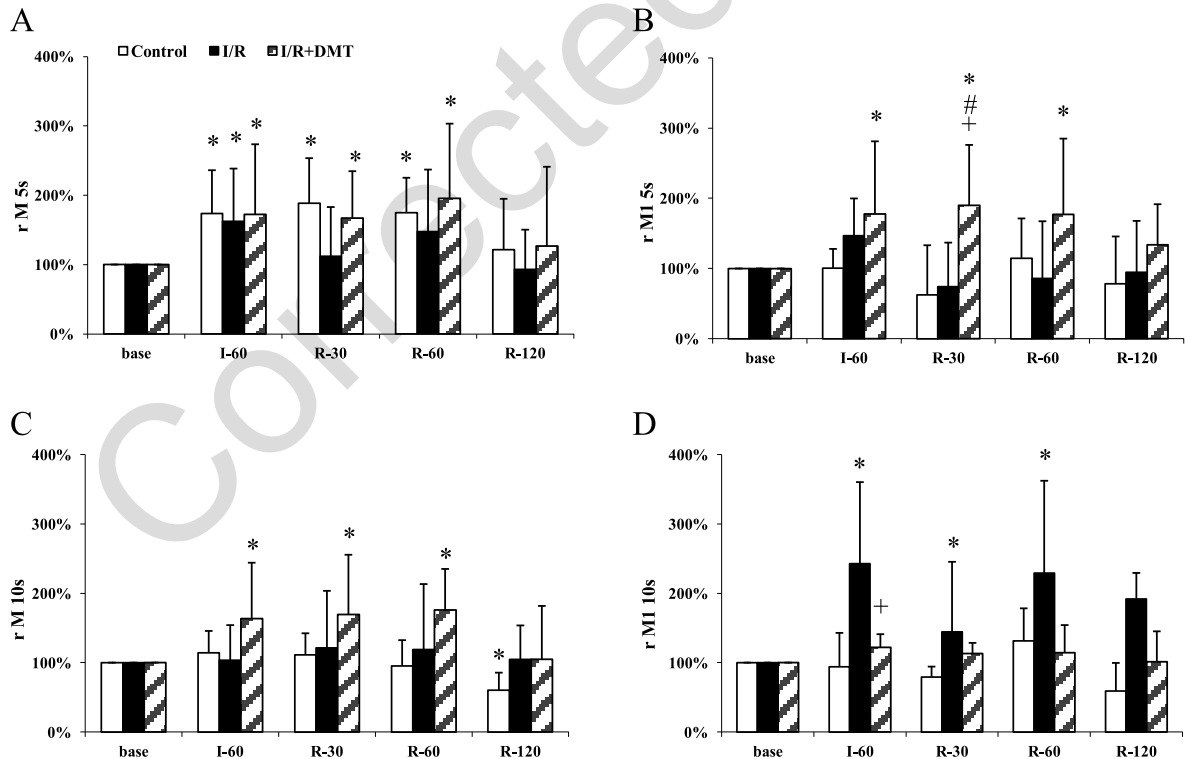 A
400%
300%
200%
100%
0%
r M 5s
Control I/R I/R+DMT
* * *
* *
* *
base I-60 R-30 R-60 R-120
B
400%
300%
200%
100%
0%
r M1 5s
*
*
#
+
*
base I-60 R-30 R-60 R-120
C
400%
300%
200%
100%
0%
r M 10s
* * * *
base I-60 R-30 R-60 R-120
D
400%
300%
200%
100%
0%
r M1 10s
* + * *
base I-60 R-30 R-60 R-120
Correcte